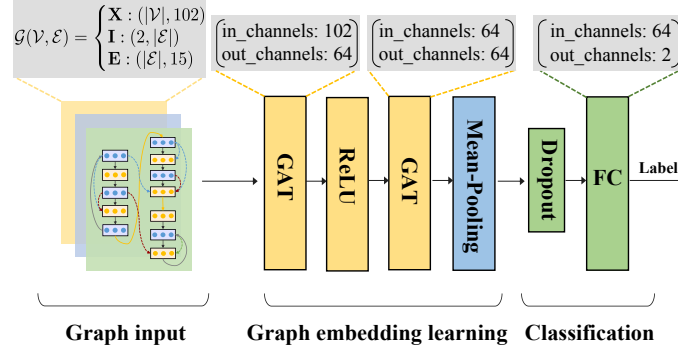 G(V, E) = { X : (|V|, 102)
I : (2, |E|)
E : (|E|, 15)
in_channels: 102
out_channels: 64
in_channels: 64
out_channels: 64
in_channels: 64
out_channels: 2
GAT
ReLU
GAT
Mean-Pooling
Dropout
FC
Label
Graph input
Graph embedding learning
Classification